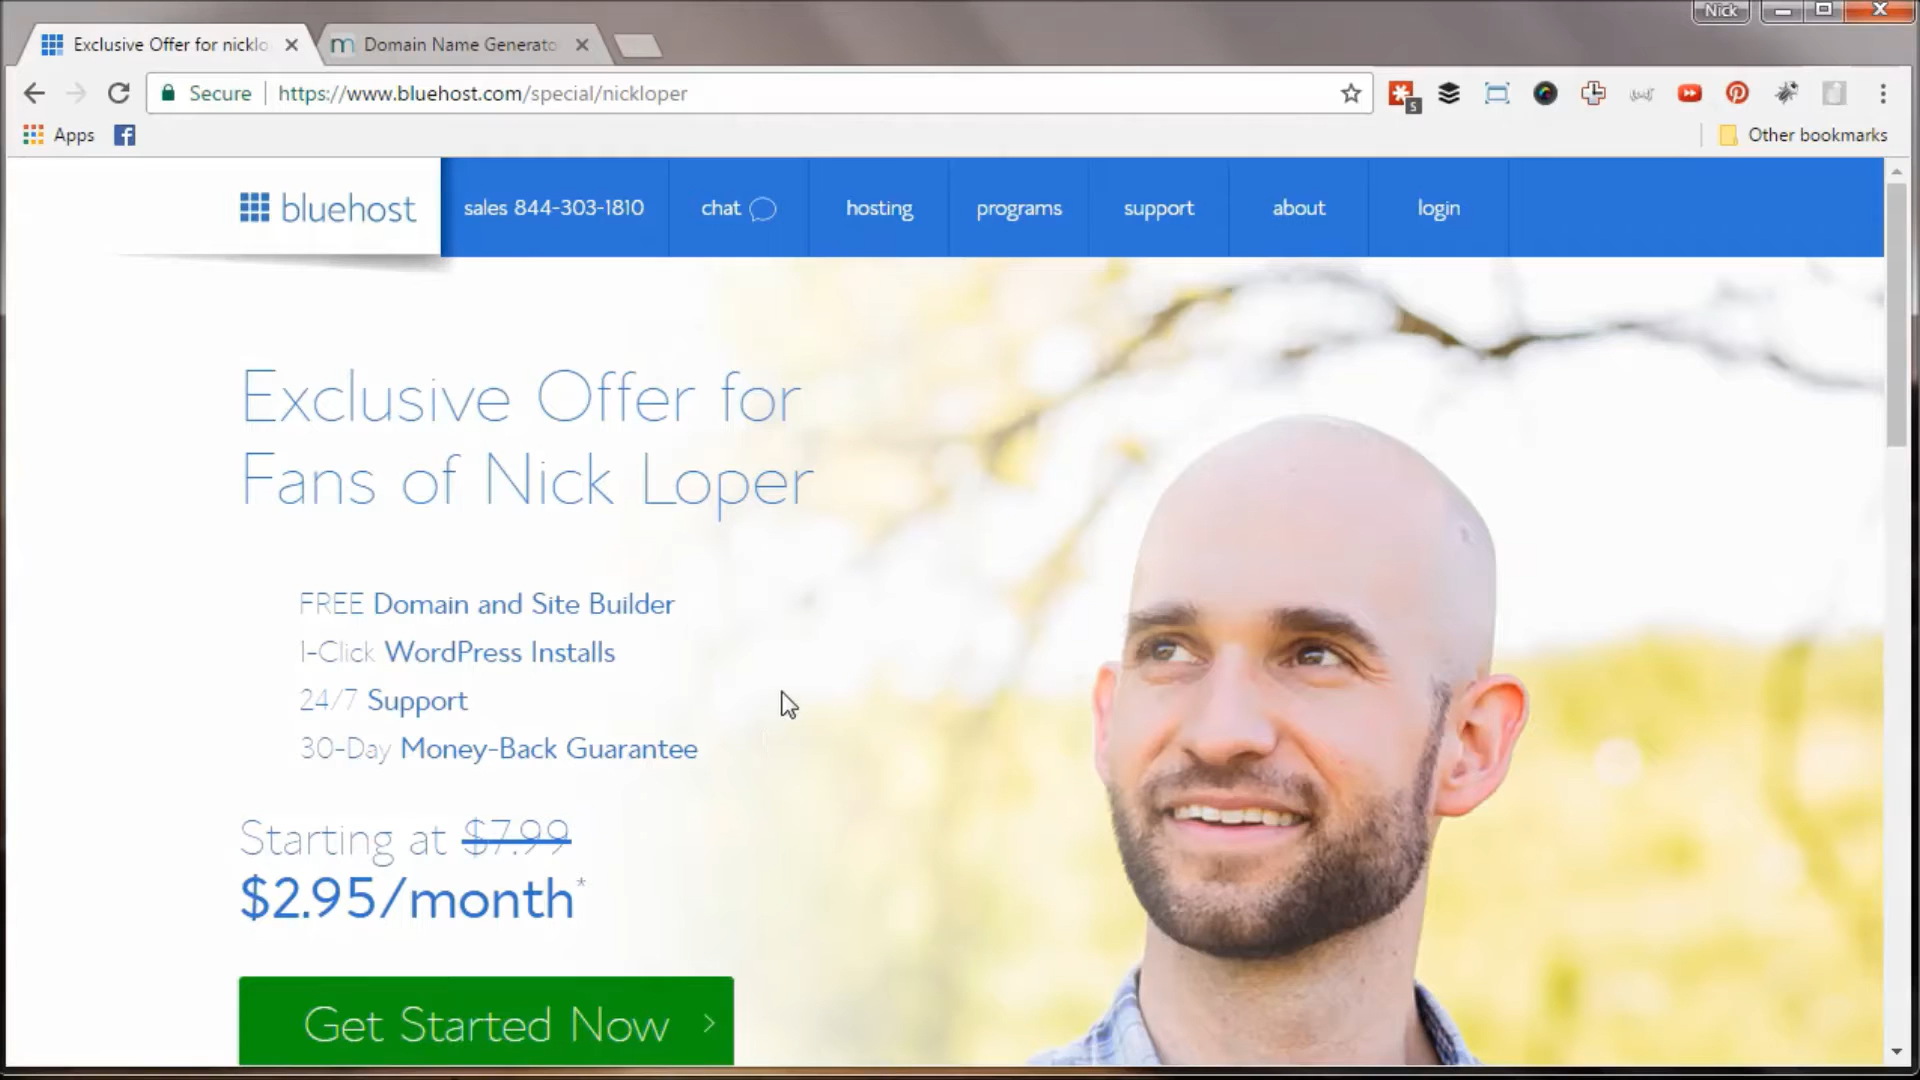 Nick
Exclusive Offer for nicklo
m Domain Name Generato
Secure https://www.bluehost.com/special/nickloper
S
Apps
Other bookmarks
bluehost
sales 844-303-1810
chat
hosting
programs
support
about
login
Exclusive Offer for
Fans of Nick Loper
FREE Domain and Site Builder
1-Click WordPress Installs
24/7 Support
30-Day Money-Back Guarantee
Starting at $7.99
$2.95/month*
Get Started Now